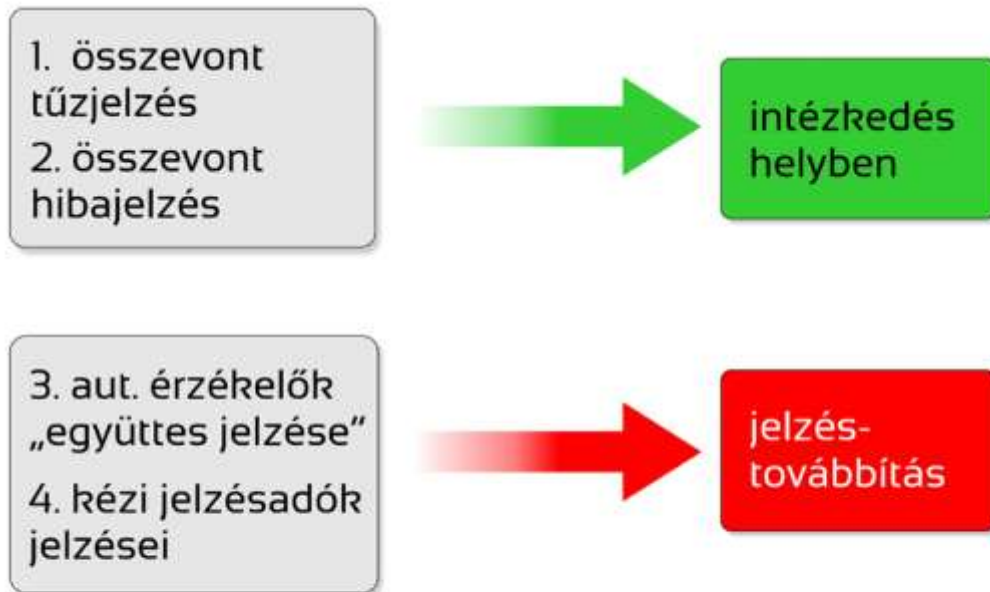 1. összevont
tűzjelzés
2. összevont
hibajelzés
intézkedés
helyben
3. aut. érzékelők
„együttes jelzése”
4. kézi jelzésadók
jelzései
jelzés-
továbbítás